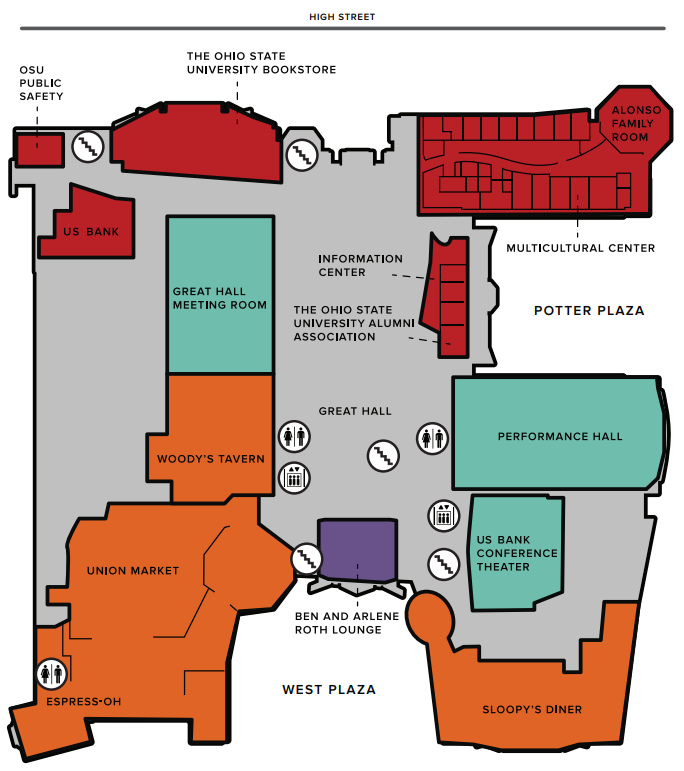 HIGH STREET
THE OHIO STATE
UNIVERSITY BOOKSTORE
OSU
PUBLIC
SAFETY
ALONSO
FAMILY
ROOM
US BANK
MULTICULTURAL CENTER
INFORMATION
CENTER
GREAT HALL
MEETING ROOM
THE OHIO STATE
UNIVERSITY ALUMNI
ASSOCIATION
POTTER PLAZA
GREAT HALL
PERFORMANCE HALL
WOODY'S TAVERN
US BANK
CONFERENCE
THEATER
UNION MARKET
BEN AND ARLENE
ROTH LOUNGE
WEST PLAZA
ESPRESS-OH
SLOOPY'S DINER